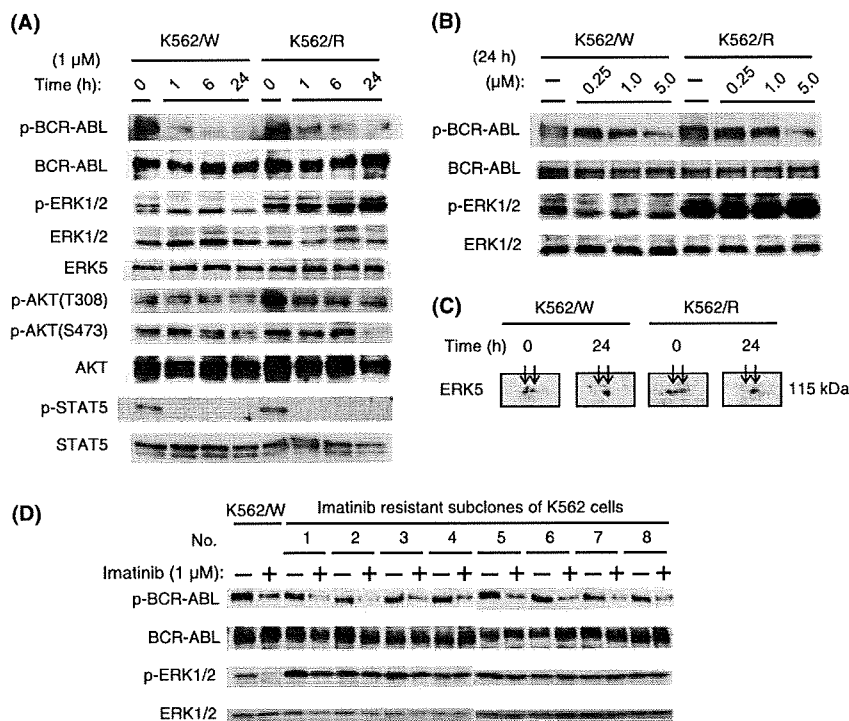 (A)
K562/W K562/R
(1 μM)
Time (h): 0 1 6 24 0 1 6 24
p-BCR-ABL
BCR-ABL
p-ERK1/2
ERK1/2
ERK5
p-AKT(T308)
p-AKT(S473)
AKT
p-STAT5
STAT5
(B)
K562/W K562/R
(24 h)
(μM) – 0.25 1.0 5.0 – 0.25 1.0 5.0
p-BCR-ABL
BCR-ABL
p-ERK1/2
ERK1/2
(C)
K562/W K562/R
Time (h) 0 24 0 24
ERK5 115 kDa
(D)
K562/W Imatinib resistant subclones of K562 cells
No. 1 2 3 4 5 6 7 8
Imatinib (1 μM): – + – + – + – + – + – + – + – + – +
p-BCR-ABL
BCR-ABL
p-ERK1/2
ERK1/2